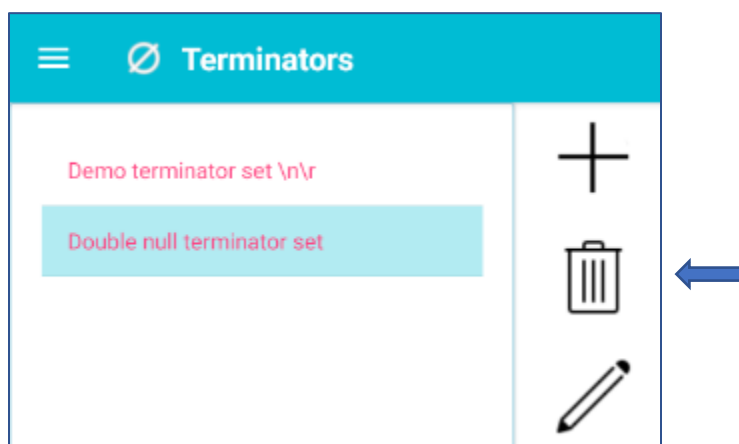 Terminators
Demo terminator set \n\r
Double null terminator set